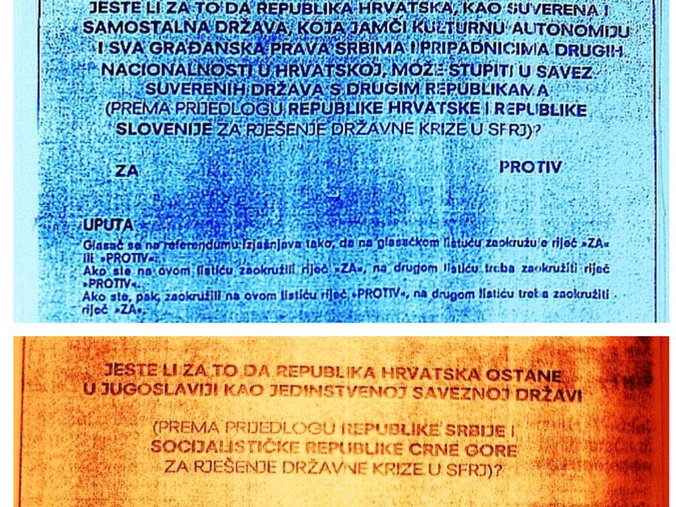 JESTE LI ZA TO DA REPUBLIKA HRVATSKA, KAO SUVERENA I
SAMOSTALNA DRŽAVA, KOJA JAMČI KULTURNU AUTONOMIJU
I SVA GRAĐANSKA PRAVA SRBIMA I PRIPADNICIMA DRUGIH
NACIONALNOSTI U HRVATSKOJ, MOŽE STUPITI U SAVEZ
SUVERENIH DRŽAVA S DRUGIM REPUBLIKAMA
(PREMA PRIJEDLOGU REPUBLIKE HRVATSKE I REPUBLIKE
SLOVENIJE ZA RJEŠENJE DRŽAVNE KRIZE U SFRJ)?
ZA PROTIV
UPUTA
Glasač se na referendumu izjašnjava tako, da na glasačkom listuću zaokružuje riječ »ZA«
ili »PROTIV«.
Ako ste na ovom listiću zaokružili riječ »ZA«, na drugom listiću treba zaokružiti riječ
»PROTIV«.
Ako ste, pak, zaokružili na ovom listiću riječ »PROTIV«, na drugom listiću treba zaokružiti
riječ »ZA«.
JESTE LI ZA TO DA REPUBLIKA HRVATSKA OSTANE
U JUGOSLAVIJI KAO JEDINSTVENOJ SAVEZNOJ DRŽAVI
(PREMA PRIJEDLOGU REPUBLIKE SRBIJE I
SOCIJALISTIČKE REPUBLIKE CRNE GORE
ZA RJEŠENJE DRŽAVNE KRIZE U SFRJ)?